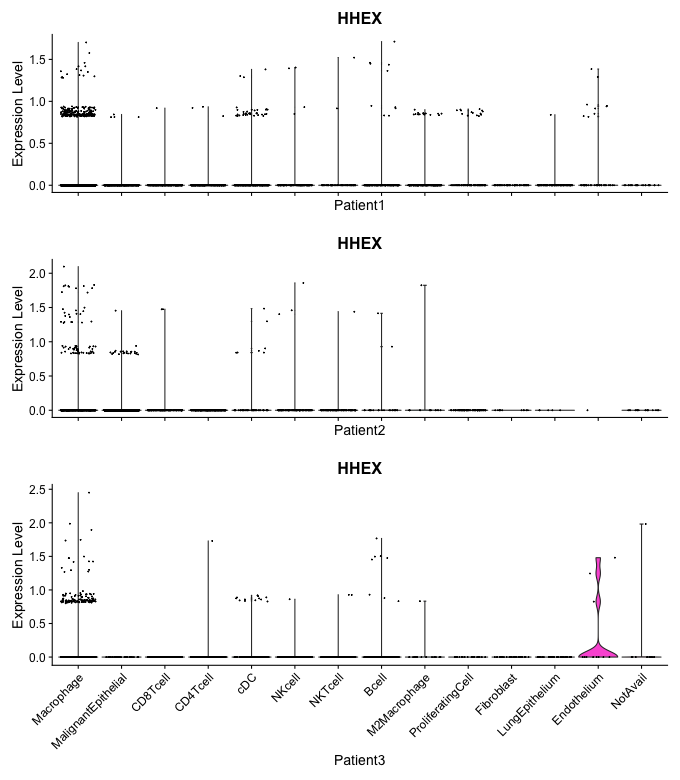 HHEX
Expression Level
1.5
1.0
0.5
0.0
Patient1
HHEX
Expression Level
2.0
1.5
1.0
0.5
0.0
Patient2
HHEX
Expression Level
2.5
2.0
1.5
1.0
0.5
0.0
Macrophage
MalignantEpithelial
CD8Tcell
CD4Tcell
cDC
NKcell
NKTcell
Bcell
M2Macrophage
ProliferatingCell
Fibroblast
LungEpithelium
Endothelium
NotAvail
Patient3